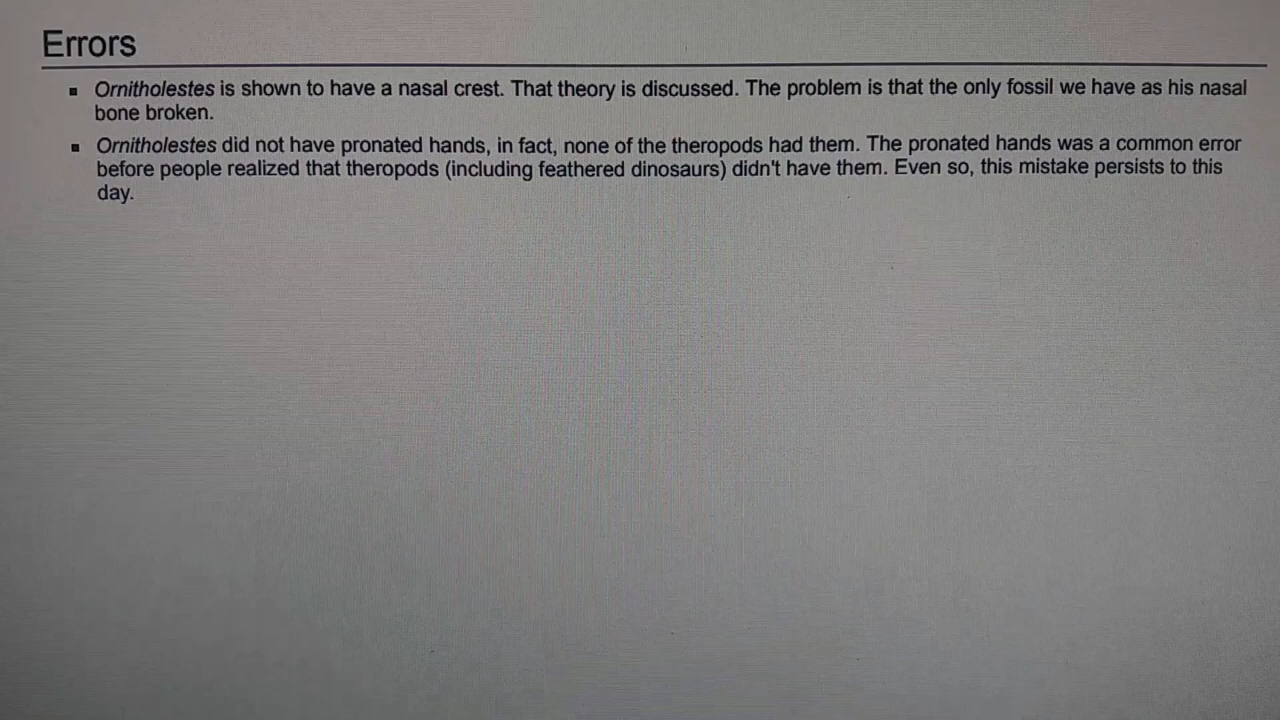 Errors
Ornitholestes is shown to have a nasal crest. That theory is discussed. The problem is that the only fossil we have as his nasal
bone broken.
Ornitholestes did not have pronated hands, in fact, none of the theropods had them. The pronated hands was a common error
before people realized that theropods (including feathered dinosaurs) didn't have them. Even so, this mistake persists to this
day.